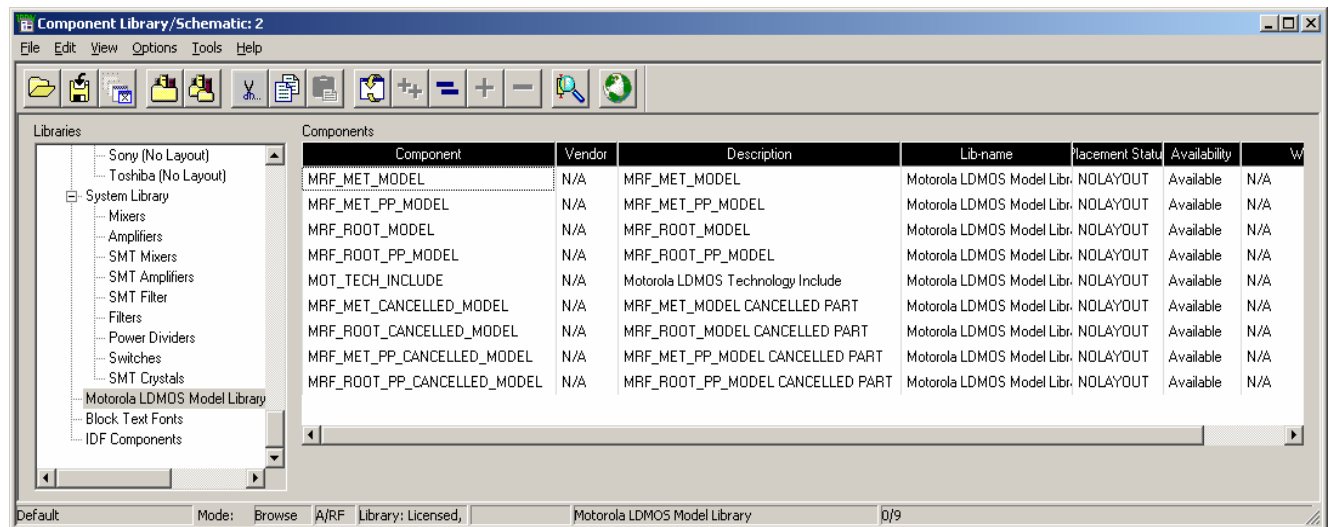 Component Library/Schematic: 2
File Edit View Options Tools Help
Libraries
Sony (No Layout)
Toshiba (No Layout)
System Library
Mixers
Amplifiers
SMT Mixers
SMT Amplifiers
SMT Filter
Filters
Power Dividers
Switches
SMT Crystals
Motorola LDMOS Model Library
Block Text Fonts
IDF Components
Components
Component Vendor Description Lib-name Placement Statu Availability W
MRF_MET_MODEL N/A MRF_MET_MODEL Motorola LDMOS Model Libr NOLAYOUT Available N/A
MRF_MET_PP_MODEL N/A MRF_MET_PP_MODEL Motorola LDMOS Model Libr NOLAYOUT Available N/A
MRF_ROOT_MODEL N/A MRF_ROOT_MODEL Motorola LDMOS Model Libr NOLAYOUT Available N/A
MRF_ROOT_PP_MODEL N/A MRF_ROOT_PP_MODEL Motorola LDMOS Model Libr NOLAYOUT Available N/A
MOT_TECH_INCLUDE N/A Motorola LDMOS Technology Include Motorola LDMOS Model Libr NOLAYOUT Available N/A
MRF_MET_CANCELLED_MODEL N/A MRF_MET_MODEL CANCELLED PART Motorola LDMOS Model Libr NOLAYOUT Available N/A
MRF_ROOT_CANCELLED_MODEL N/A MRF_ROOT_MODEL CANCELLED PART Motorola LDMOS Model Libr NOLAYOUT Available N/A
MRF_MET_PP_CANCELLED_MODEL N/A MRF_MET_PP_MODEL CANCELLED PART Motorola LDMOS Model Libr NOLAYOUT Available N/A
MRF_ROOT_PP_CANCELLED_MODEL N/A MRF_ROOT_PP_MODEL CANCELLED PART Motorola LDMOS Model Libr NOLAYOUT Available N/A
Default Mode: Browse A/RF Library: Licensed, Motorola LDMOS Model Library 0/9